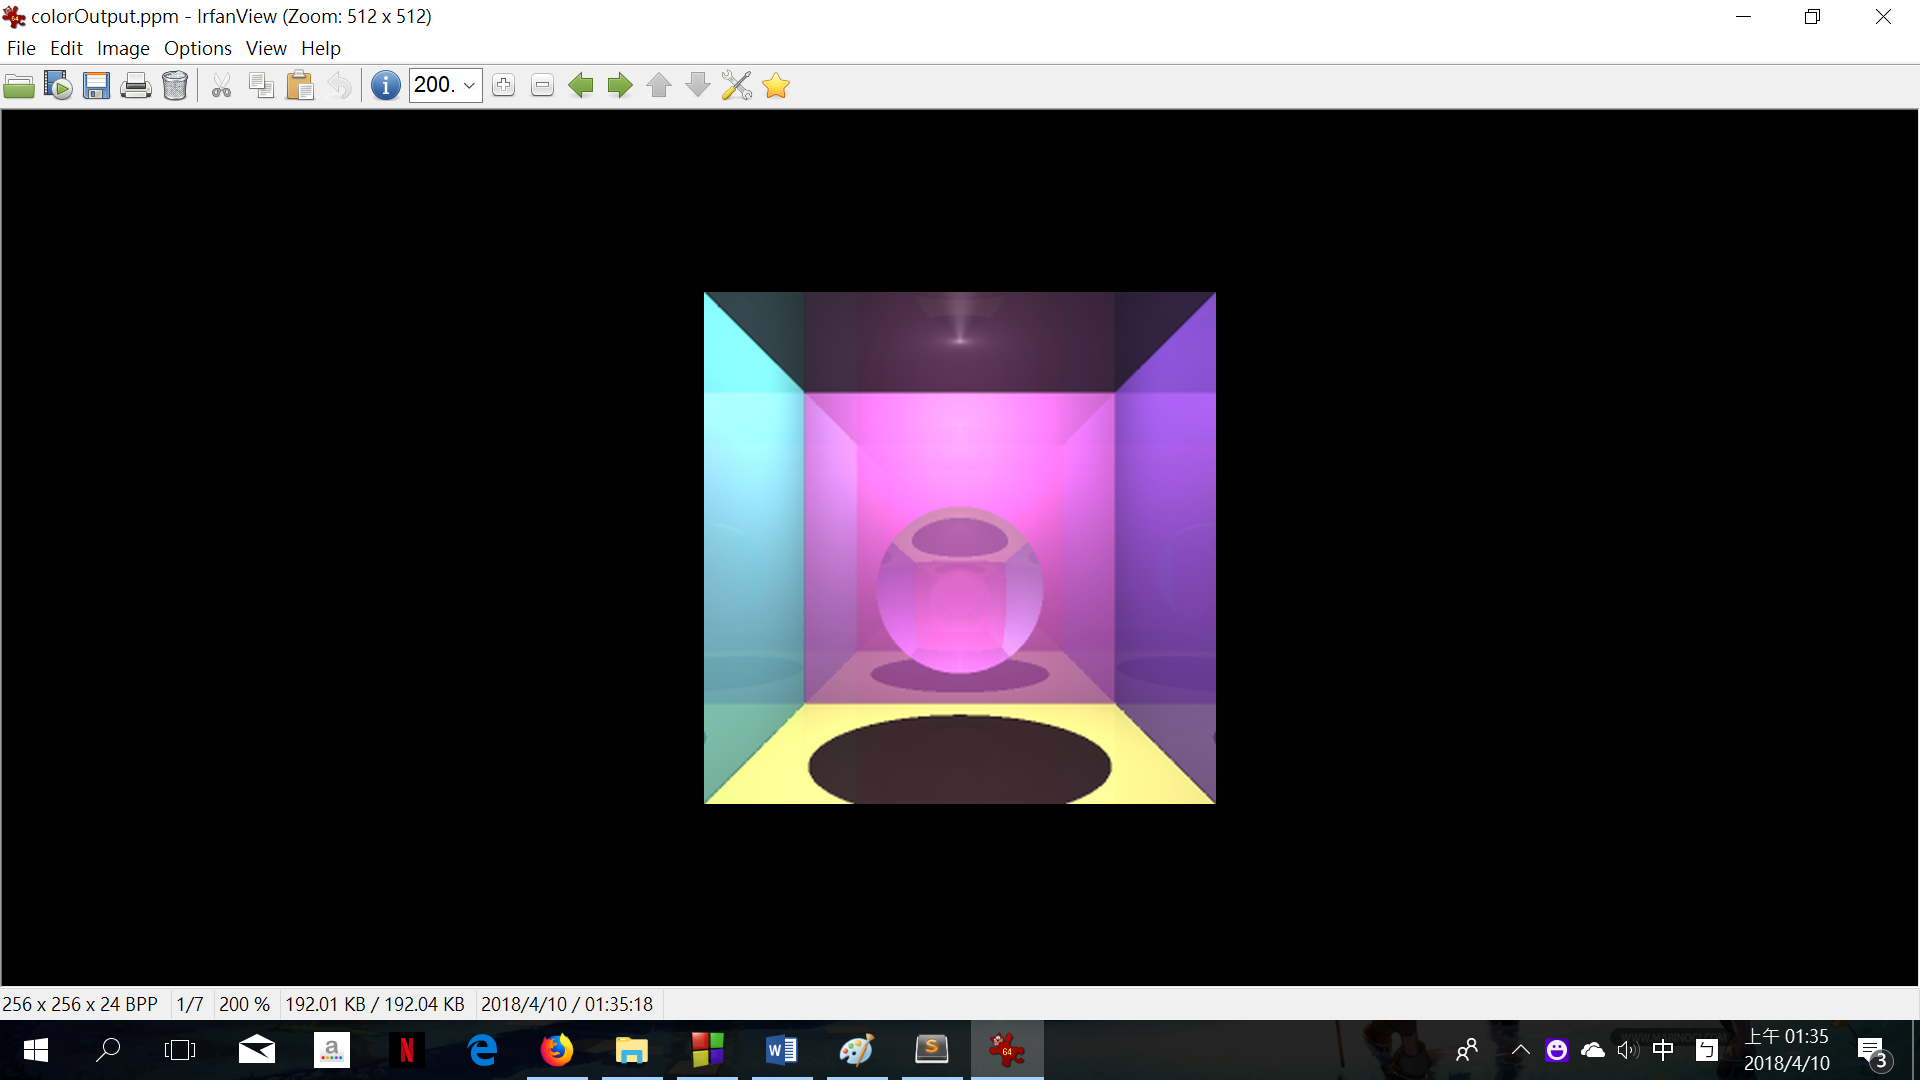 colorOutput.ppm - IrfanView (Zoom: 512 x 512)
File Edit Image Options View Help
200.
256 x 256 x 24 BPP 1/7 200 % 192.01 KB / 192.04 KB 2018/4/10 / 01:35:18
a N W S 64 中 ㄅ 上午 01:35
2018/4/10 3